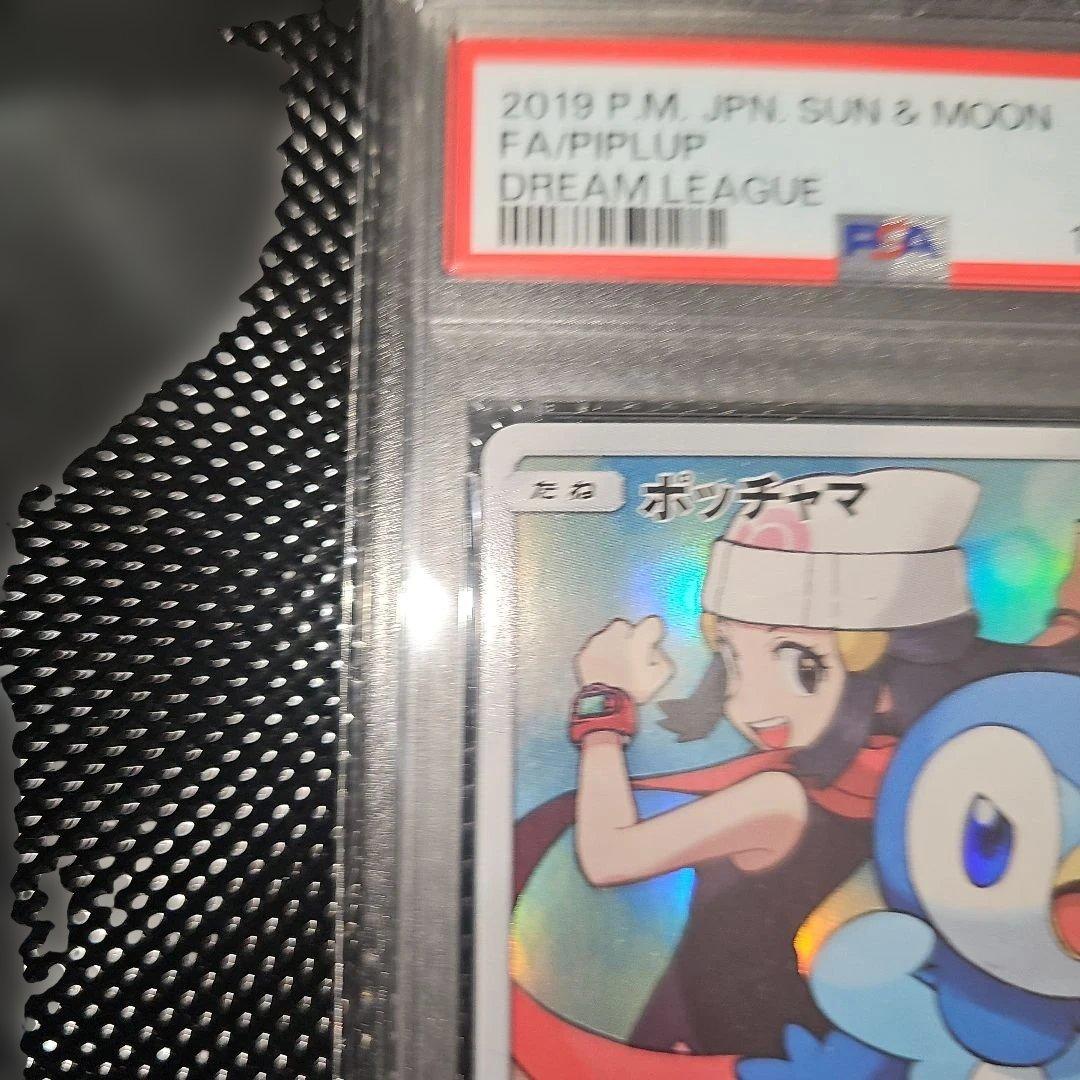 2019 P.M. JPN. SUN & MOON
FA/PIPLUP
DREAM LEAGUE
PSA
たね ポッチャマ